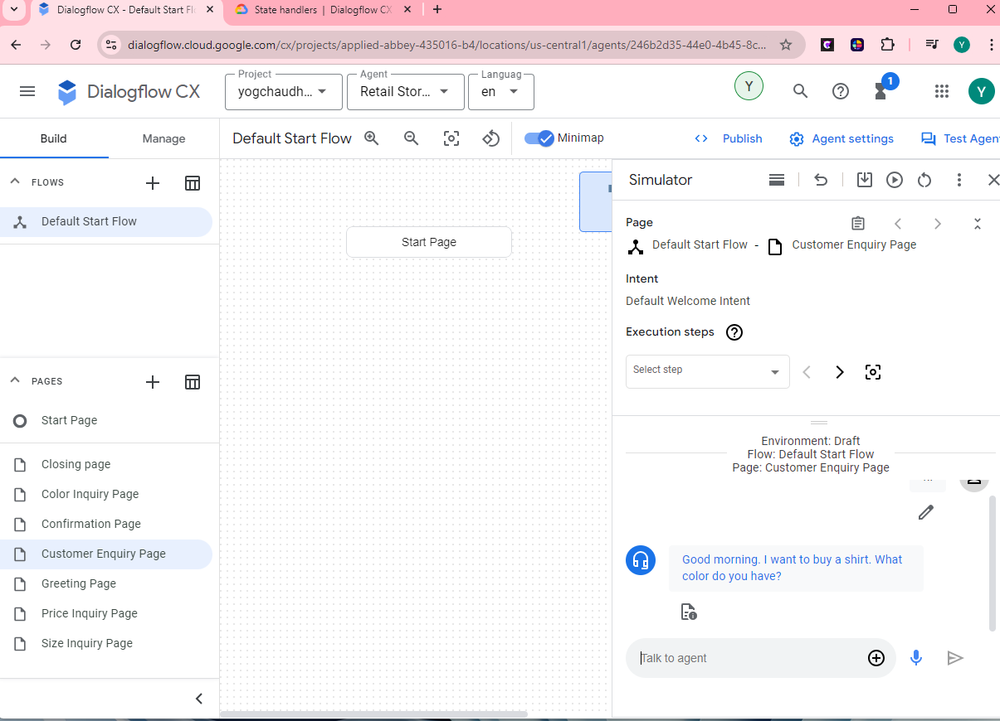 Dialogflow CX - Default Start Fl
State handlers | Dialogflow CX
dialogflow.cloud.google.com/cx/projects/applied-abbey-435016-b4/locations/us-central1/agents/246b2d35-44e0-4b45-8c...
Y
Dialogflow CX
Project
yogchaudh...
Agent
Retail Stor...
Languag
en
Y
1
Y
Build
Manage
Default Start Flow
Minimap
Publish
Agent settings
Test Agen
FLOWS
Default Start Flow
PAGES
Start Page
Closing page
Color Inquiry Page
Confirmation Page
Customer Enquiry Page
Greeting Page
Price Inquiry Page
Size Inquiry Page
Start Page
Simulator
Page
Default Start Flow - Customer Enquiry Page
Intent
Default Welcome Intent
Execution steps
Select step
Environment: Draft
Flow: Default Start Flow
Page: Customer Enquiry Page
Good morning. I want to buy a shirt. What
color do you have?
Talk to agent